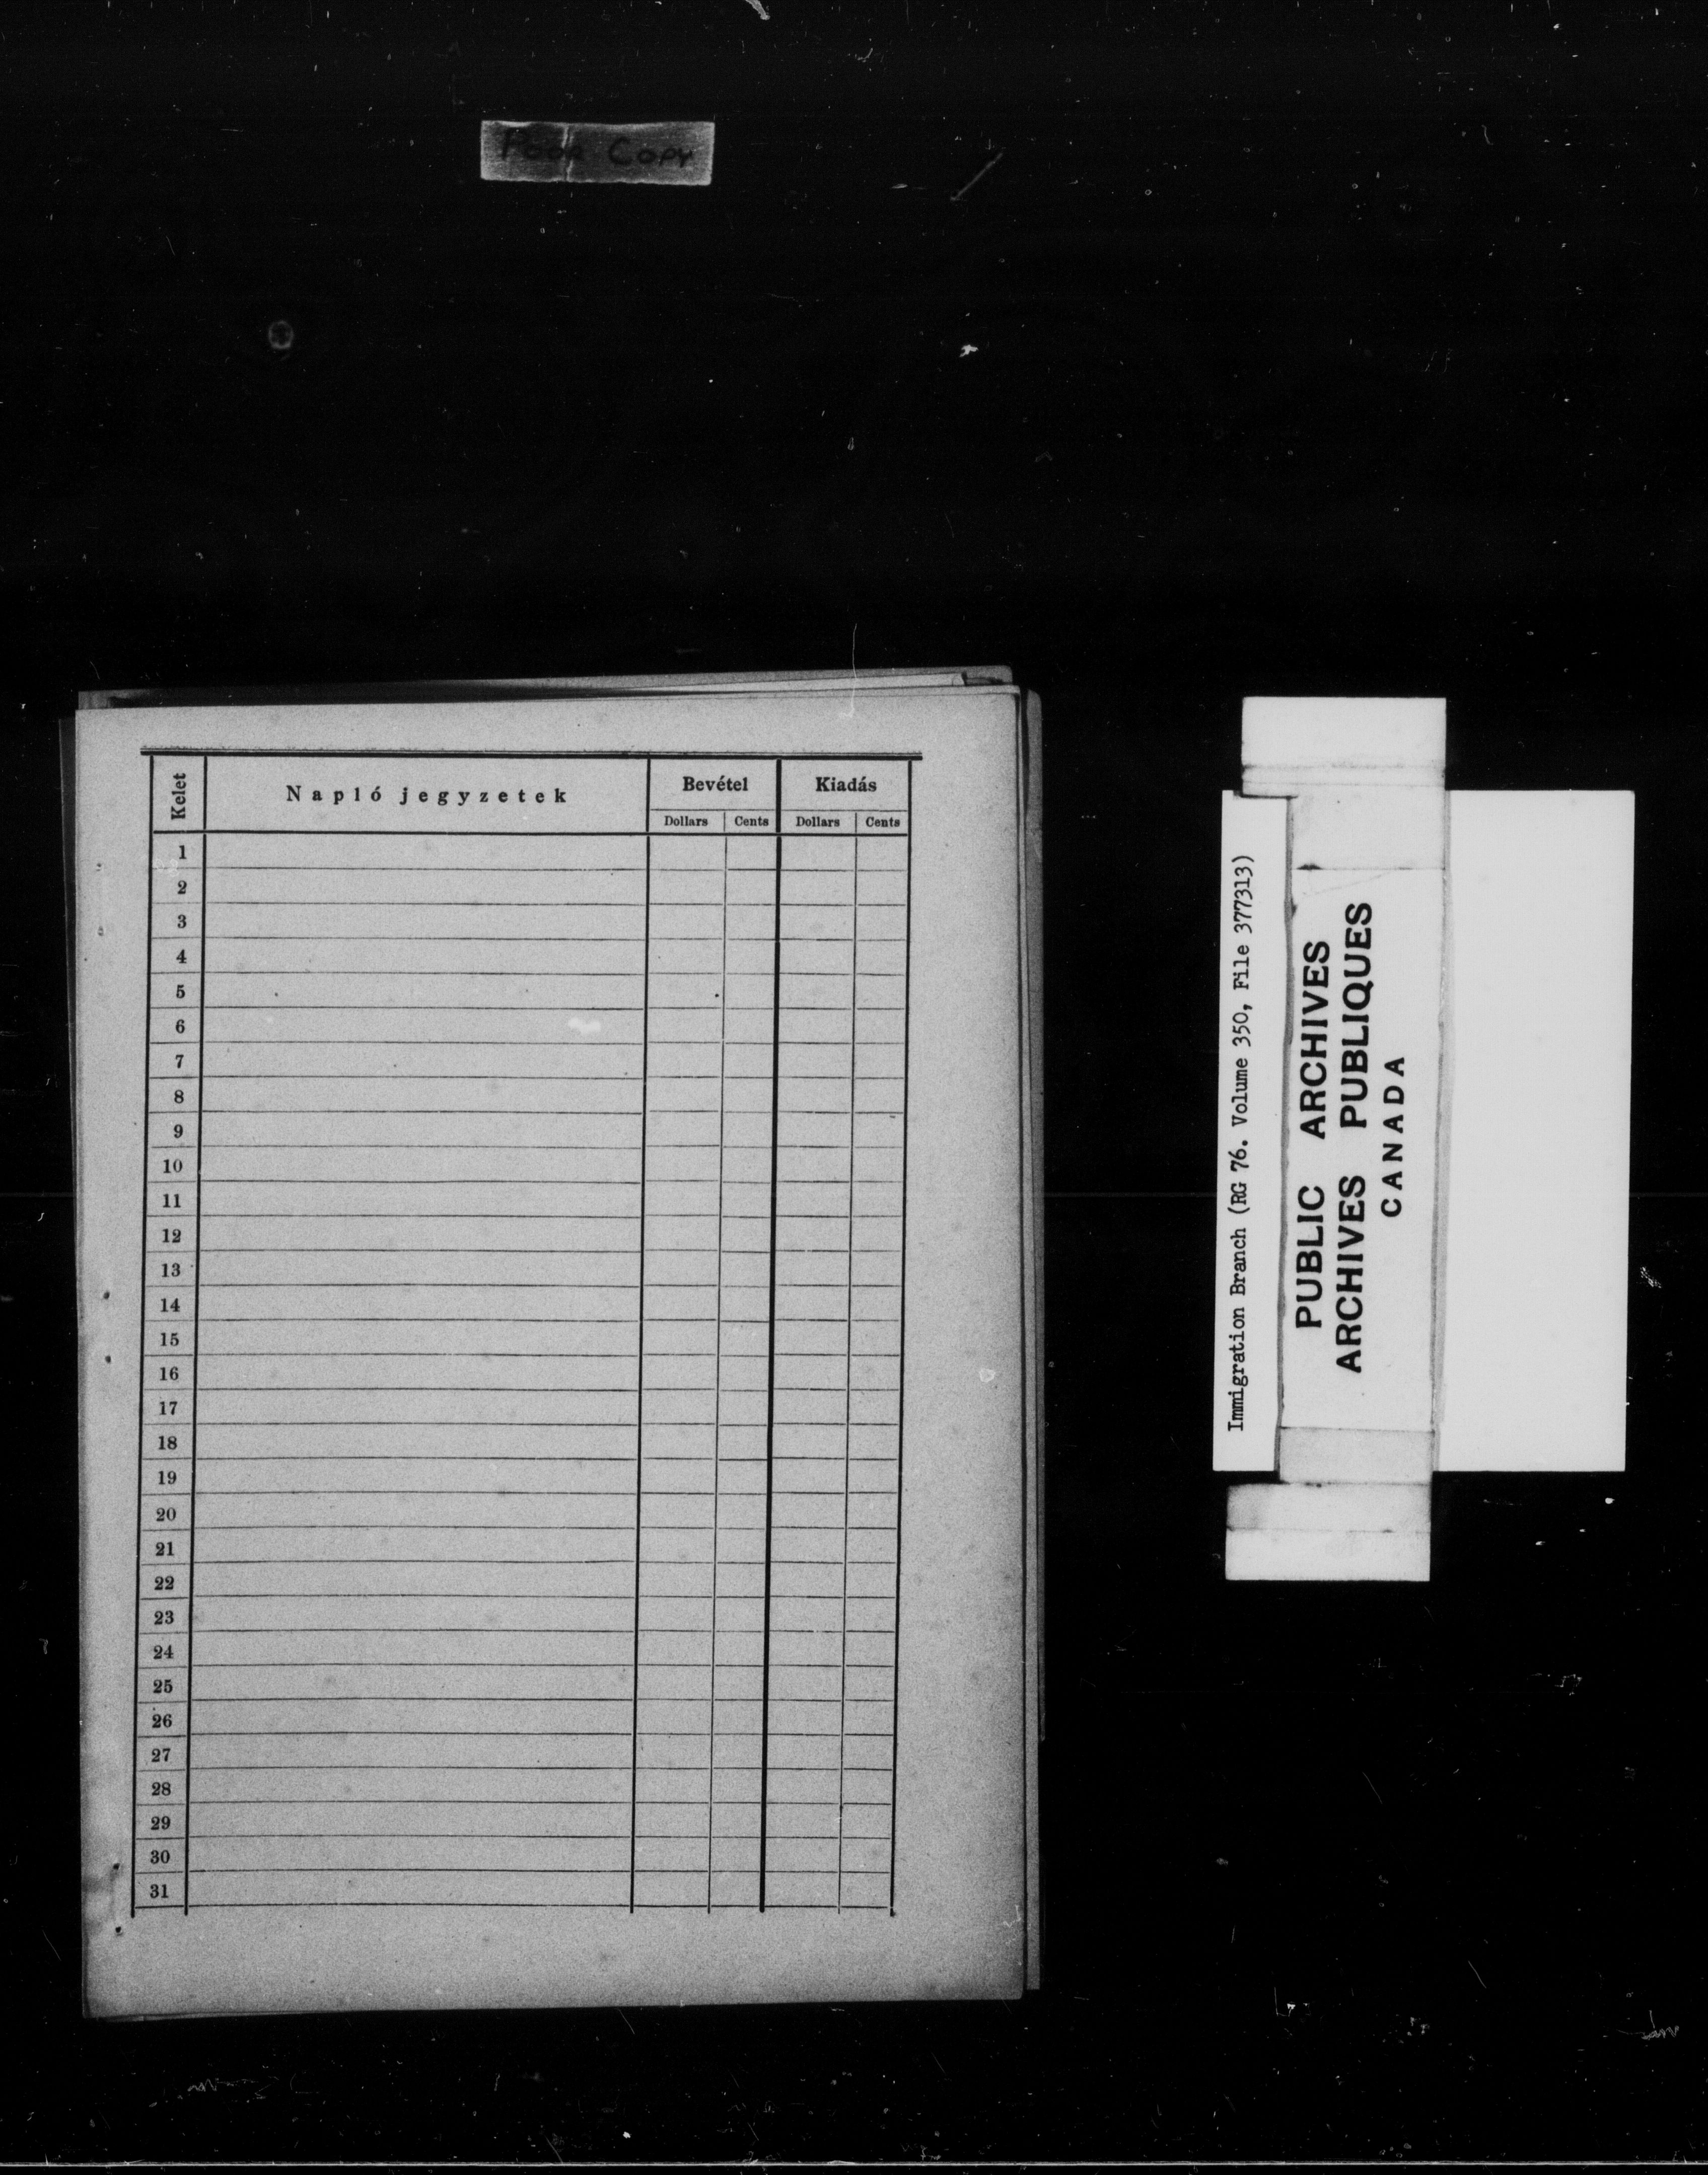 Poor Copy
Kelet
Napló jegyzetek
Bevétel
Kiadás
Dollars
Cents
Dollars
Cents
1
2
3
4
5
6
7
8
9
10
11
12
13
14
15
16
17
18
19
20
21
22
23
24
25
26
27
28
29
30
31
Immigration Branch (RG 76. Volume 350, File 377313)
PUBLIC ARCHIVES
ARCHIVES PUBLIQUES
CANADA